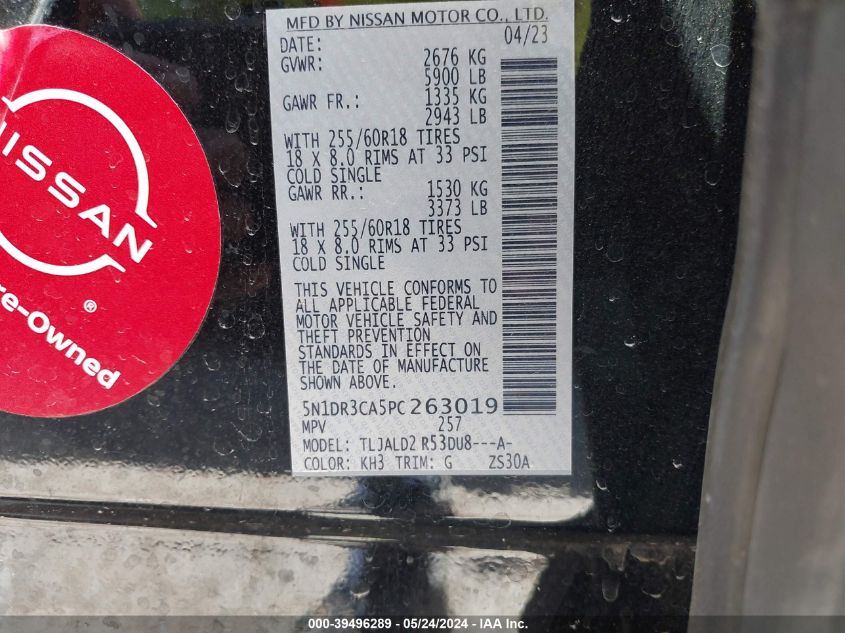 MFD BY NISSAN MOTOR CO., LTD.
DATE: 04/23
GVWR: 2676 KG
5900 LB
GAWR FR.: 1335 KG
2943 LB
WITH 255/60R18 TIRES
18 X 8.0 RIMS AT 33 PSI
COLD SINGLE
GAWR RR.: 1530 KG
3373 LB
WITH 255/60R18 TIRES
18 X 8.0 RIMS AT 33 PSI
COLD SINGLE
THIS VEHICLE CONFORMS TO
ALL APPLICABLE FEDERAL
MOTOR VEHICLE SAFETY AND
THEFT PREVENTION
STANDARDS IN EFFECT ON
THE DATE OF MANUFACTURE
SHOWN ABOVE.
5N1DR3CA5PC263019
MPV 257
MODEL: TLJALD2 R53DU8---A-
COLOR: KH3 TRIM: G ZS30A
NISSAN
®
re-Owned
000-39496289 - 05/24/2024 - IAA Inc.